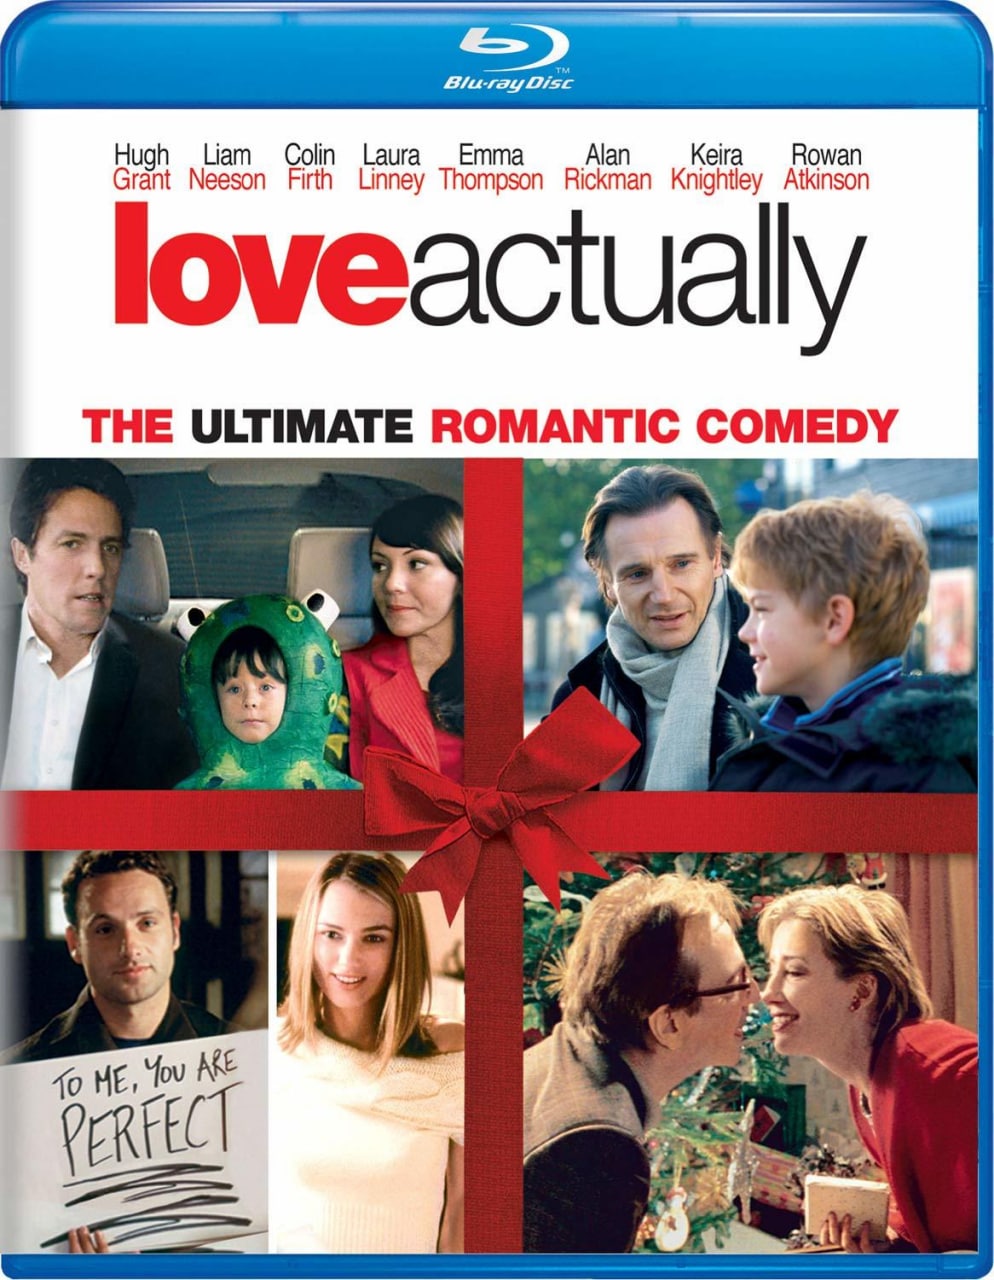 Blu-ray Disc™
Hugh Liam Colin Laura Emma Alan Keira Rowan
Grant Neeson Firth Linney Thompson Rickman Knightley Atkinson
loveactually
THE ULTIMATE ROMANTIC COMEDY
TO ME, YOU ARE
PERFECT